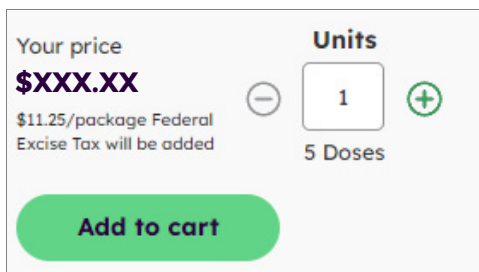 Your price
$XXX.XX
$11.25/package Federal
Excise Tax will be added
Units
1
5 Doses
Add to cart